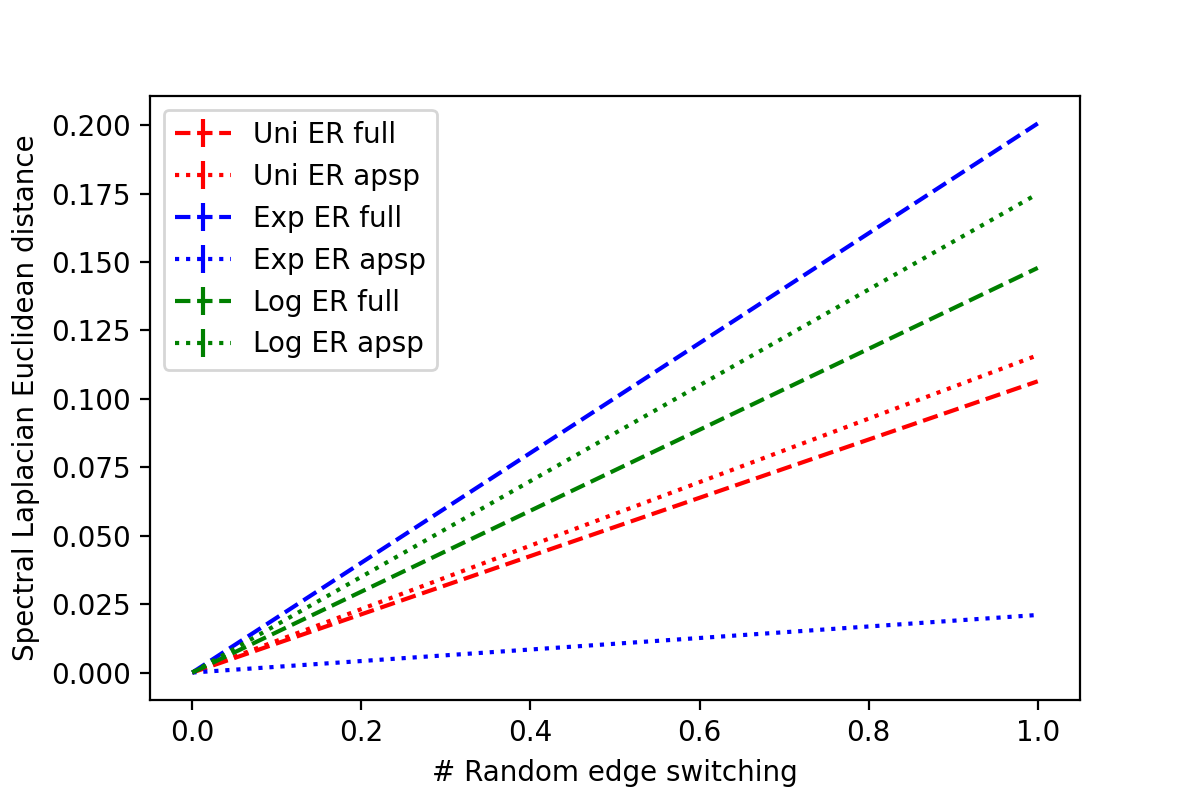 Spectral Laplacian Euclidean distance
0.200
0.175
0.150
0.125
0.100
0.075
0.050
0.025
0.000
Uni ER full
Uni ER apsp
Exp ER full
Exp ER apsp
Log ER full
Log ER apsp
0.0 0.2 0.4 0.6 0.8 1.0
# Random edge switching